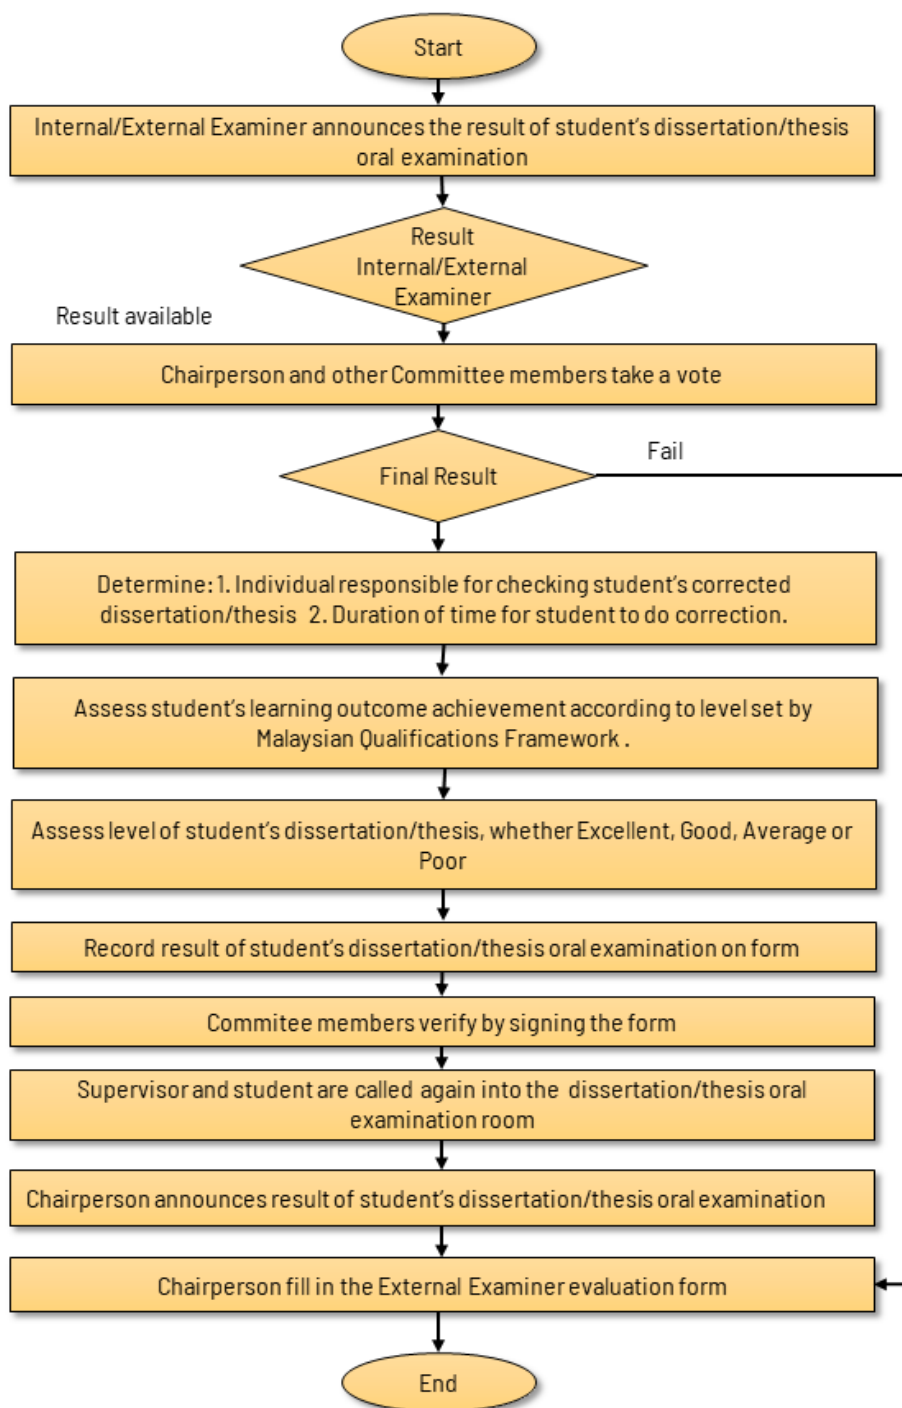 Start
Internal/External Examiner announces the result of student's dissertation/thesis
oral examination
Result
Internal/External
Examiner
Result available
Chairperson and other Committee members take a vote
Fail
Final Result
Determine: 1. Individual responsible for checking student's corrected
dissertation/thesis 2. Duration of time for student to do correction.
Assess student's learning outcome achievement according to level set by
Malaysian Qualifications Framework .
Assess level of student's dissertation/thesis, whether Excellent, Good, Average or
Poor
Record result of student's dissertation/thesis oral examination on form
Commitee members verify by signing the form
Supervisor and student are called again into the dissertation/thesis oral
examination room
Chairperson announces result of student's dissertation/thesis oral examination
Chairperson fill in the External Examiner evaluation form
End